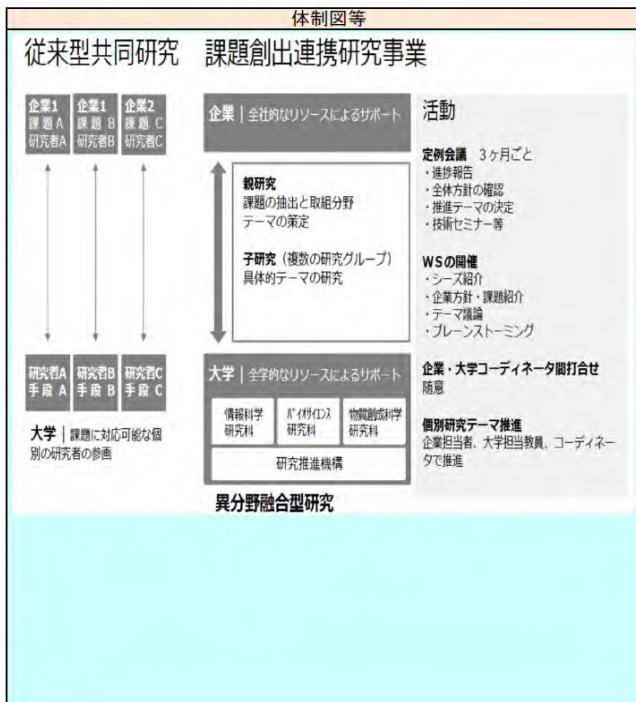 体制図等
従来型共同研究
企業1
課題A
研究者A
企業1
課題B
研究者B
企業2
課題C
研究者C
研究者A
手段A
研究者B
手段B
研究者C
手段C
大学 | 課題に対応可能な個
別の研究者の参画
課題創出連携研究事業
企業 | 全社的なリソースによるサポート
親研究
課題の抽出と取組分野
テーマの策定
子研究（複数の研究グループ）
具体的テーマの研究
大学 | 全学的なリソースによるサポート
情報科学
研究科
バイオサイエンス
研究科
物質創成科学
研究科
研究推進機構
異分野融合型研究
活動
定例会議 3ヶ月ごと
・進捗報告
・全体方針の確認
・推進テーマの決定
・技術セミナー等
WSの開催
・シーズ紹介
・企業方針・課題紹介
・テーマ議論
・ブレーンストーミング
企業・大学コーディネータ間打合せ
随意
個別研究テーマ推進
企業担当者、大学担当教員、コーディネー
タで推進